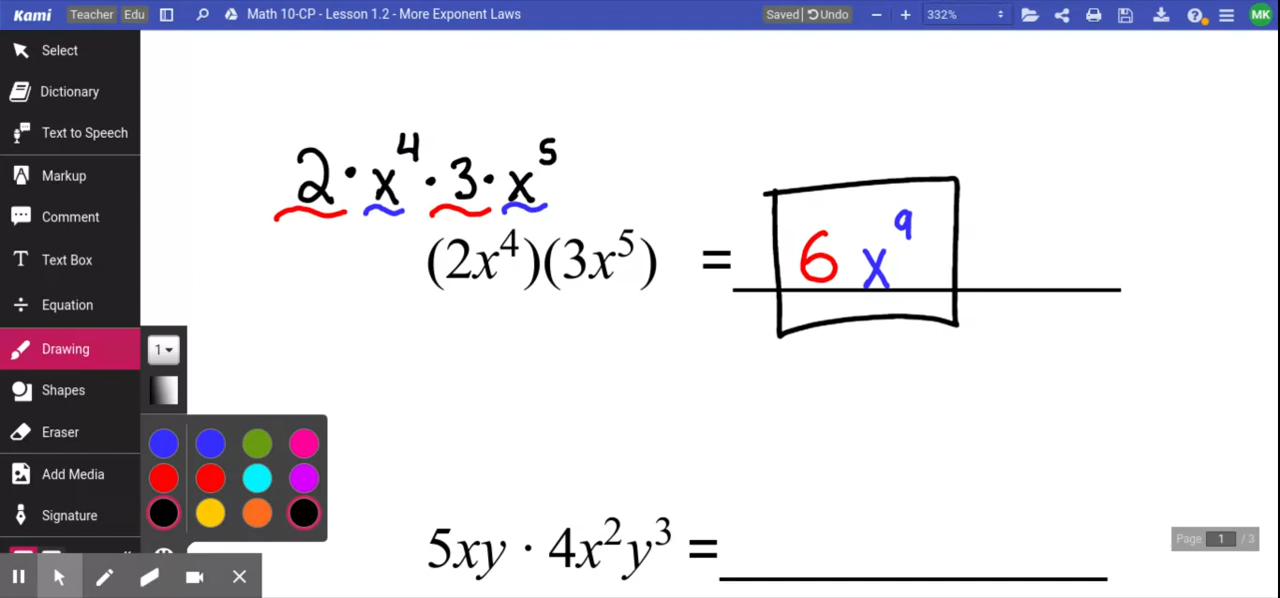 Kami Teacher Edu Math 10-CP - Lesson 1.2 - More Exponent Laws Saved Undo − + 332% MK
Select
Dictionary
Text to Speech
Markup
Comment
Text Box
Equation
Drawing
1
Shapes
Eraser
Add Media
Signature
2 · x⁴ · 3 · x⁵
(2x⁴)(3x⁵) = 6x⁹
5xy · 4x²y³ =
Page 1 / 3